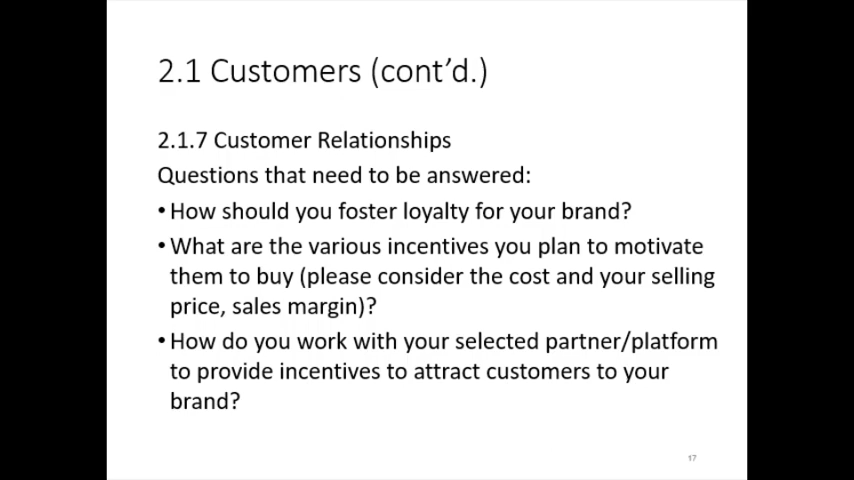 2.1 Customers (cont’d.)
2.1.7 Customer Relationships
Questions that need to be answered:
• How should you foster loyalty for your brand?
• What are the various incentives you plan to motivate
them to buy (please consider the cost and your selling
price, sales margin)?
• How do you work with your selected partner/platform
to provide incentives to attract customers to your
brand?
17